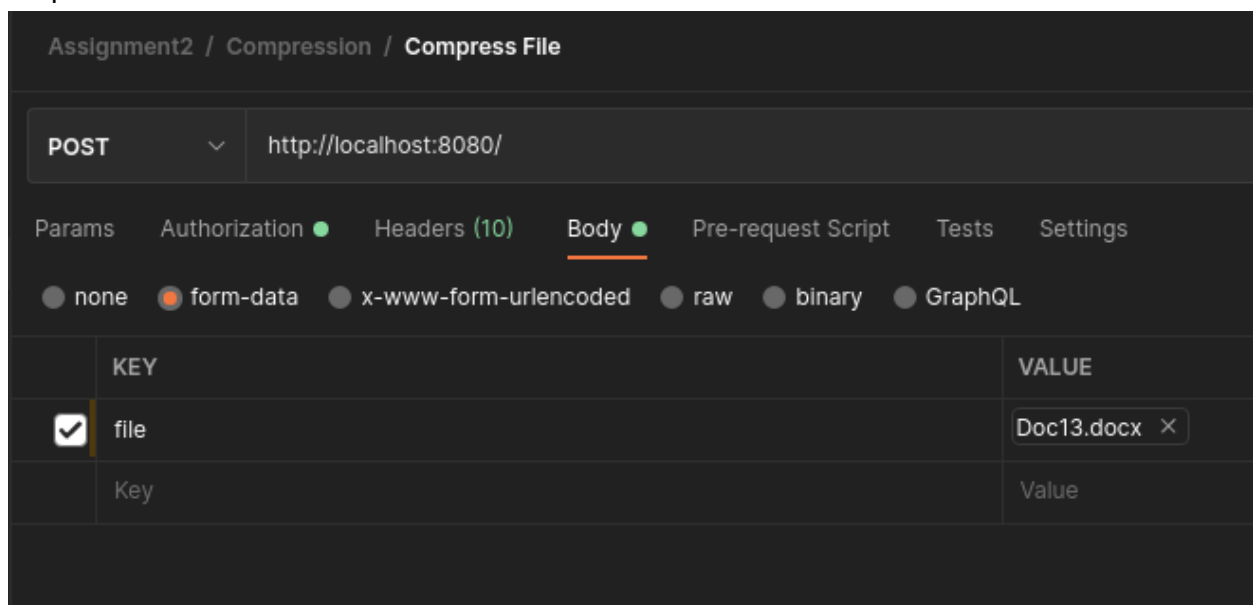 Assignment2 / Compression / Compress File
POST http://localhost:8080/
Params Authorization Headers (10) Body Pre-request Script Tests Settings
none form-data x-www-form-urlencoded raw binary GraphQL
KEY VALUE
file Doc13.docx
Key Value